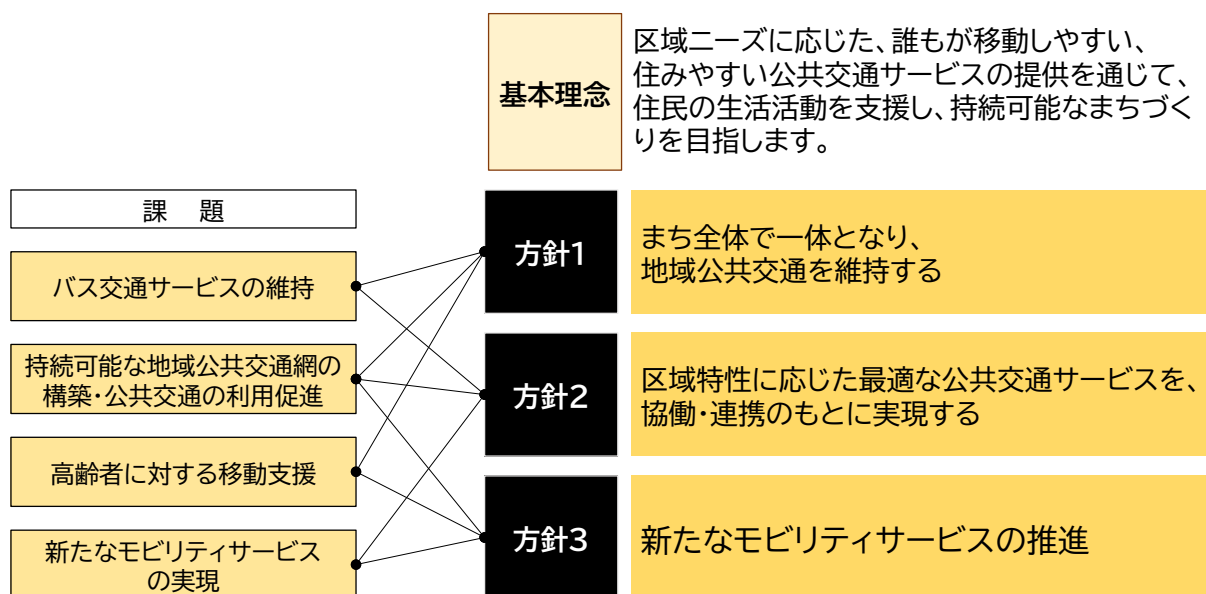 基本理念
区域ニーズに応じた、誰もが移動しやすい、
住みやすい公共交通サービスの提供を通じて、
住民の生活活動を支援し、持続可能なまちづく
りを目指します。
課 題
バス交通サービスの維持
持続可能な地域公共交通網の
構築・公共交通の利用促進
高齢者に対する移動支援
新たなモビリティサービス
の実現
方針1
まち全体で一体となり、
地域公共交通を維持する
方針2
区域特性に応じた最適な公共交通サービスを、
協働・連携のもとに実現する
方針3
新たなモビリティサービスの推進